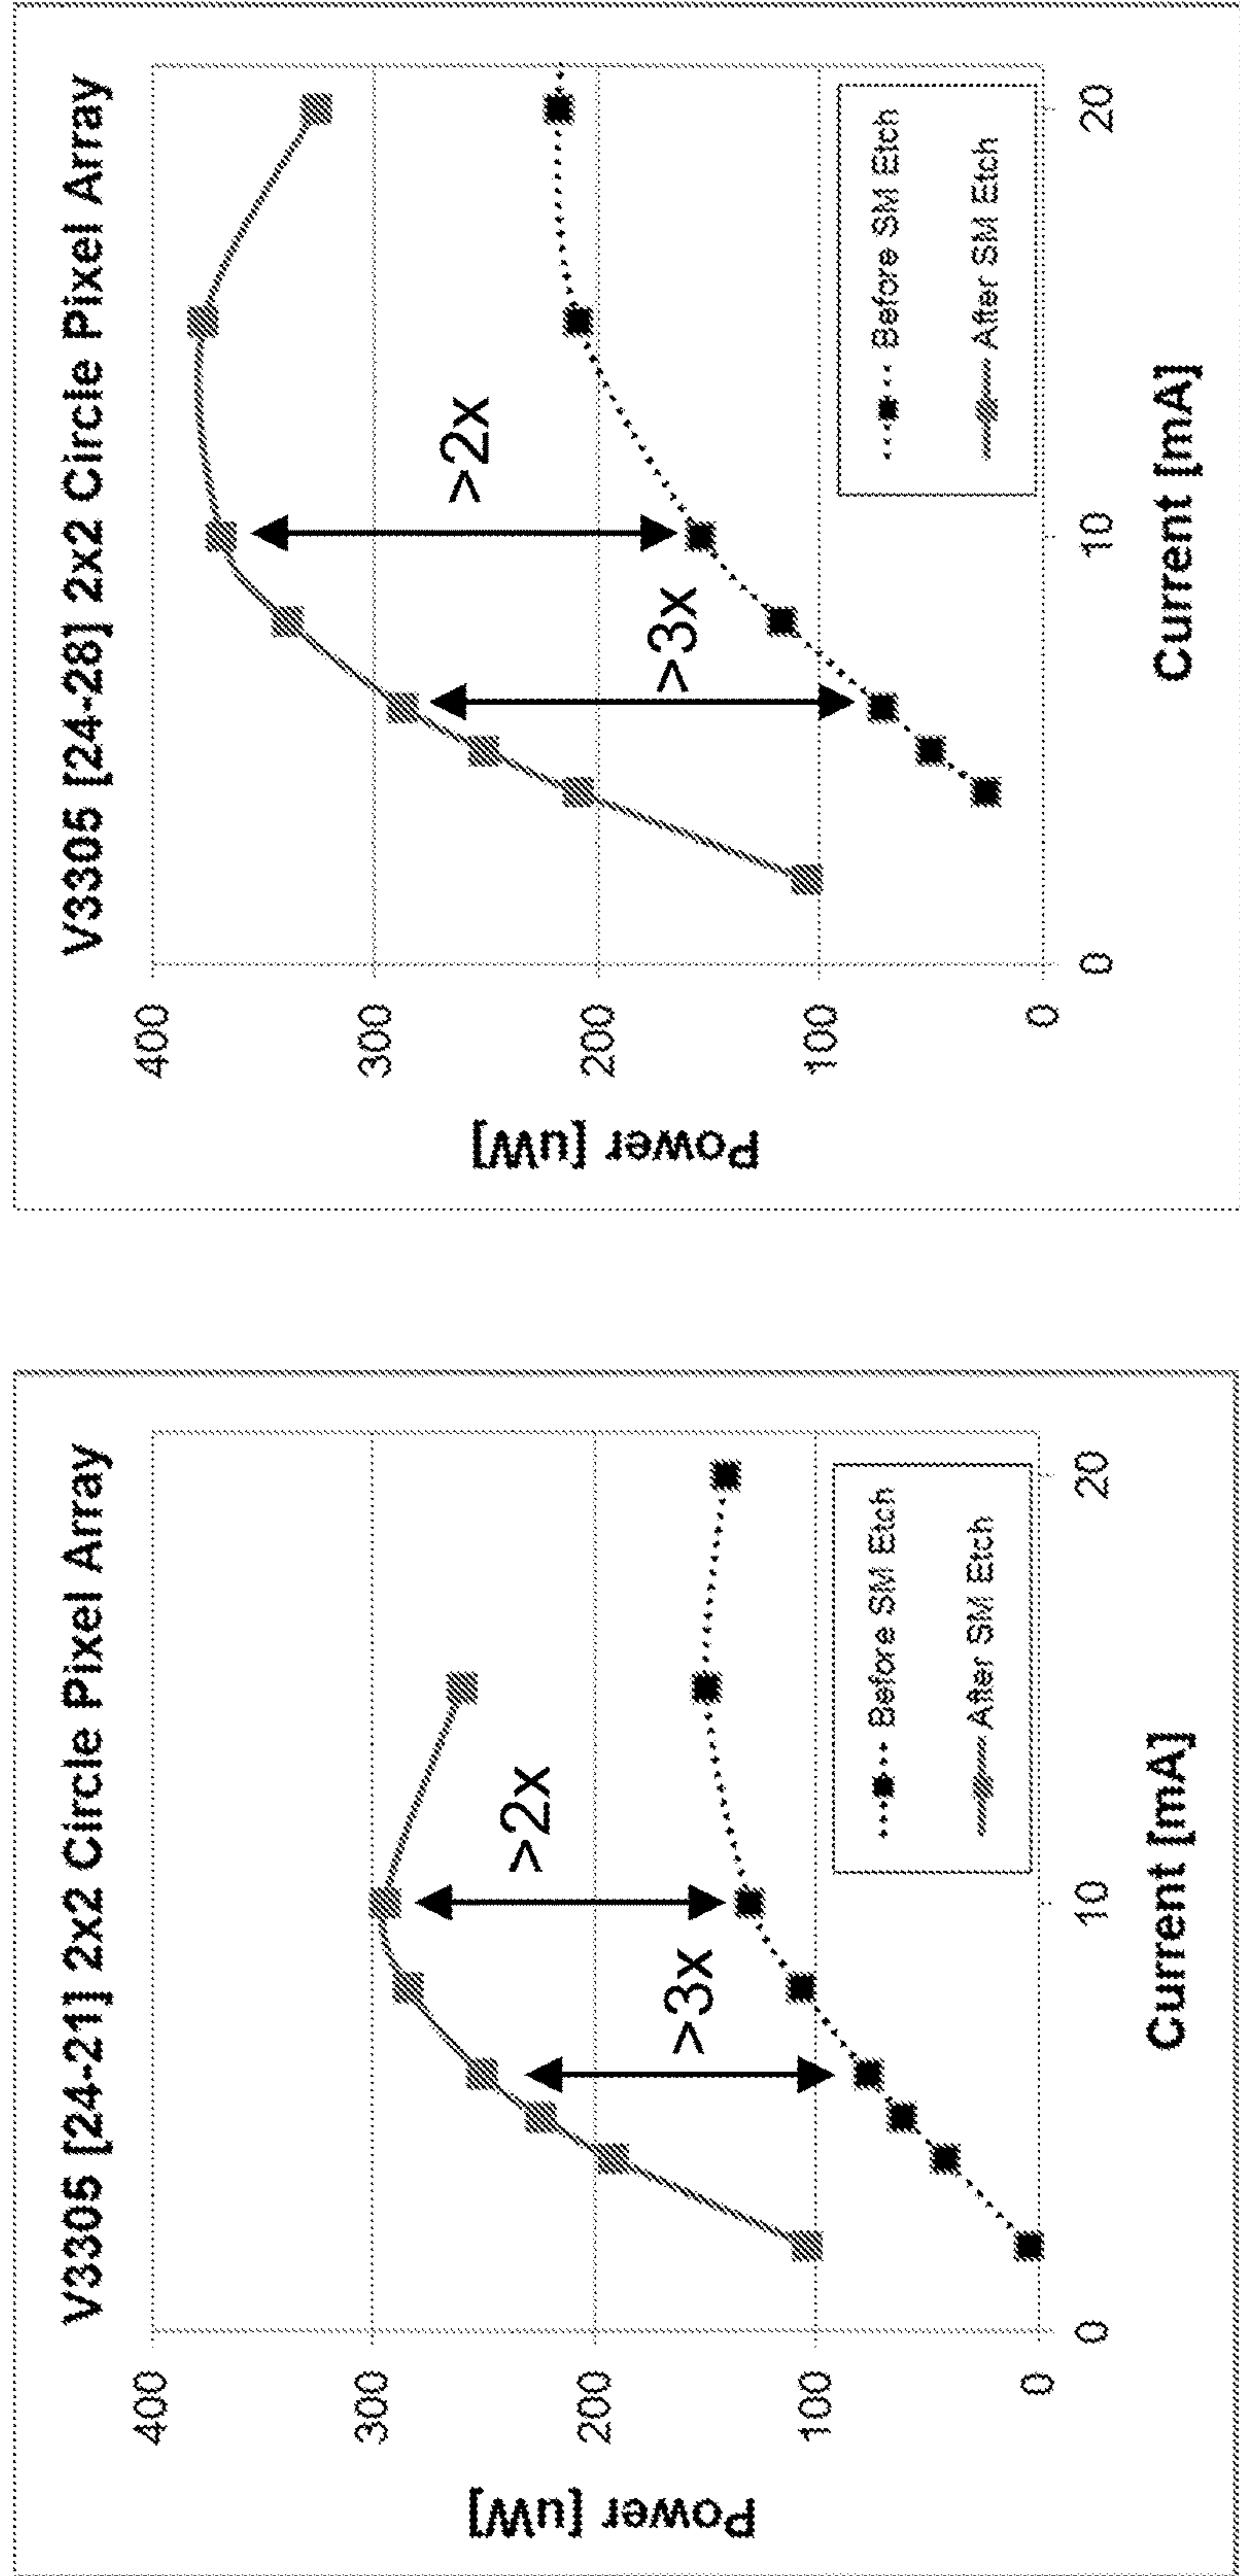 V3305 [24-21] 2x2 Circle Pixel Array
Power [uW]
400
300
200
100
0
>3x
>2x
Before SM Etch
After SM Etch
0
10
20
Current [mA]
V3305 [24-28] 2x2 Circle Pixel Array
Power [uW]
400
300
200
100
0
>3x
>2x
Before SM Etch
After SM Etch
0
10
20
Current [mA]